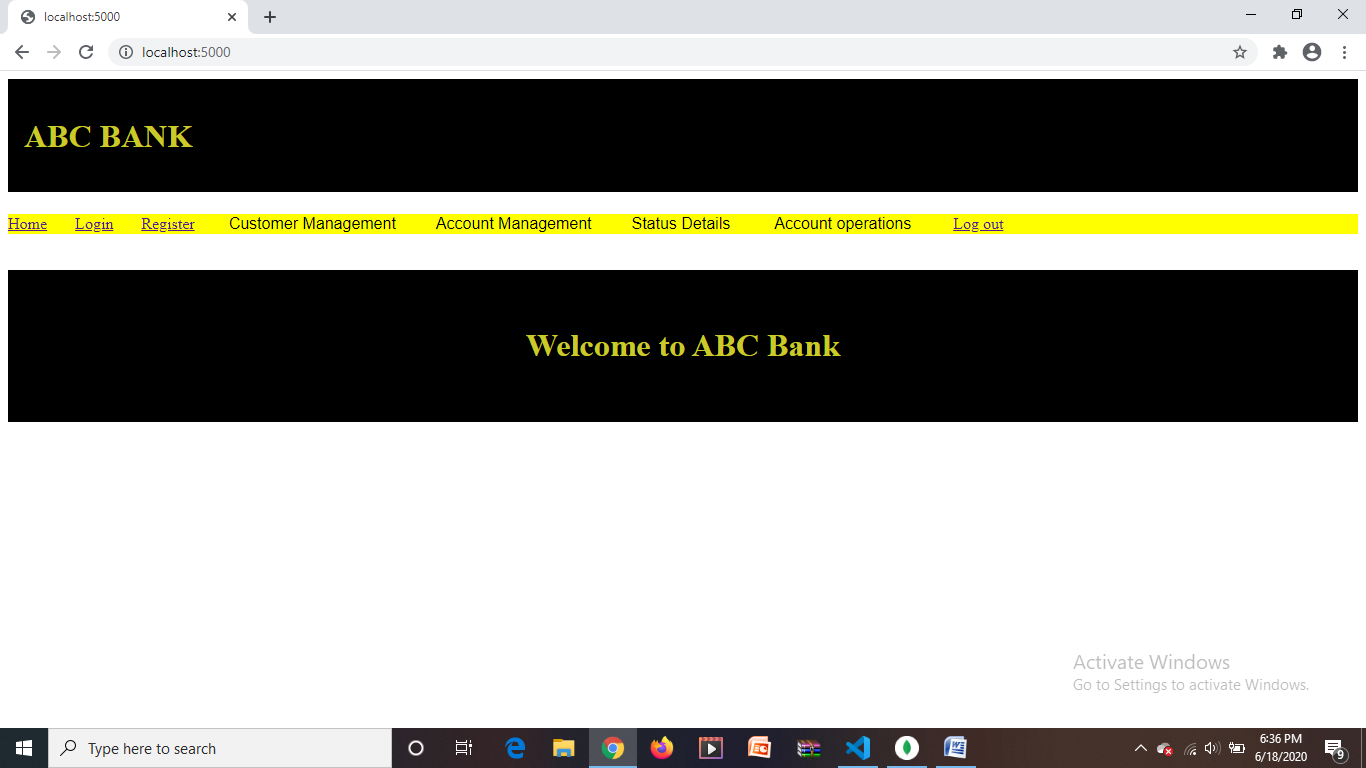 localhost:5000
localhost:5000
ABC BANK
Home Login Register Customer Management Account Management Status Details Account operations Log out
Welcome to ABC Bank
Activate Windows
Go to Settings to activate Windows.
Type here to search
6:36 PM
6/18/2020
9